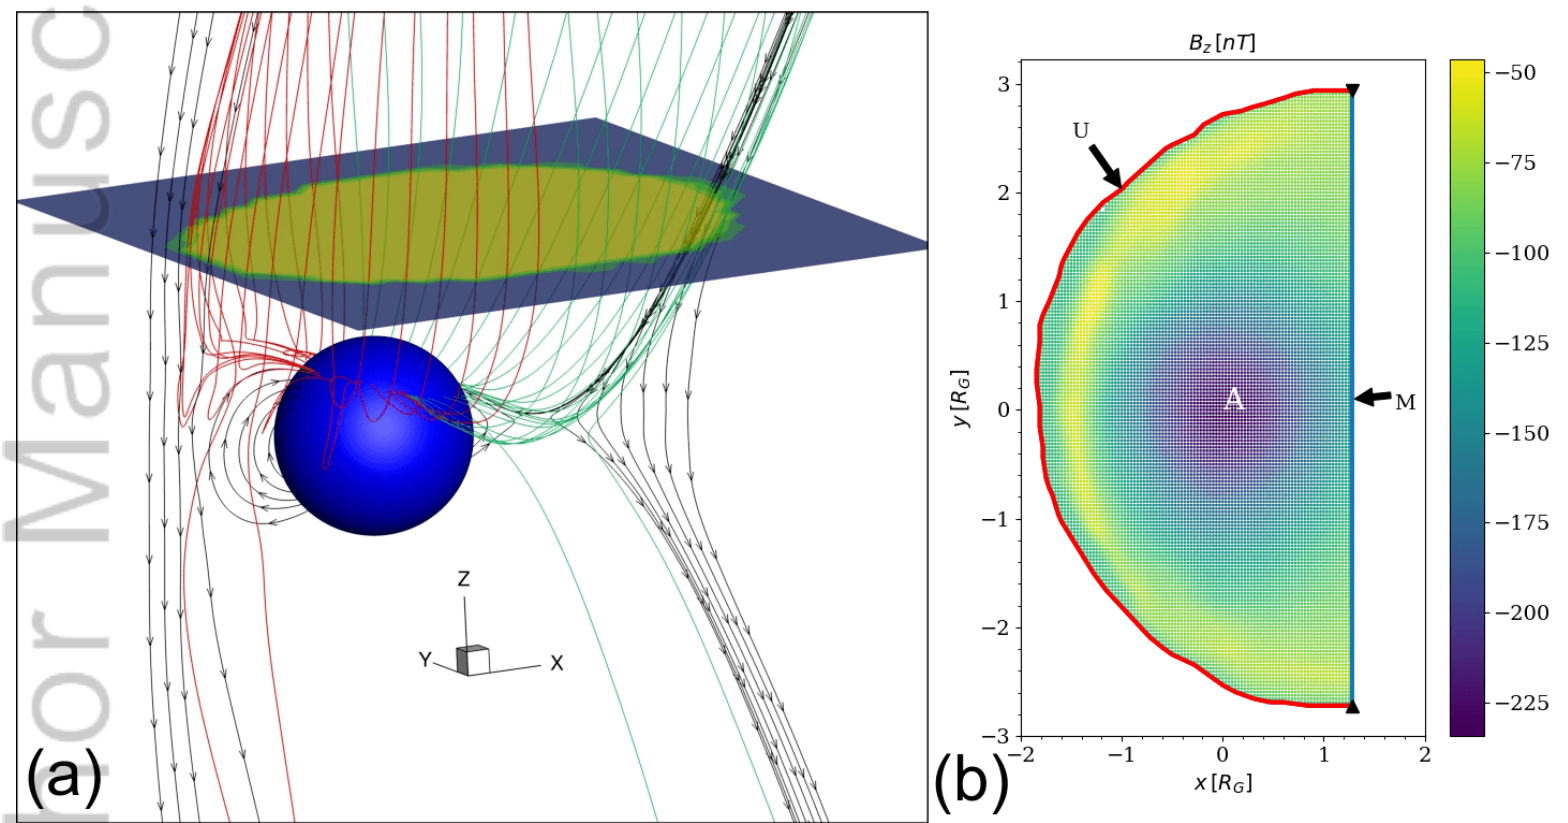 hor Manusc
(a)
Z
Y
X
B_z [nT]
U
A
M
3
2
1
0
−1
−2
−3
y [R_G]
−2 −1 0 1 2
x [R_G]
−50
−75
−100
−125
−150
−175
−200
−225
(b)